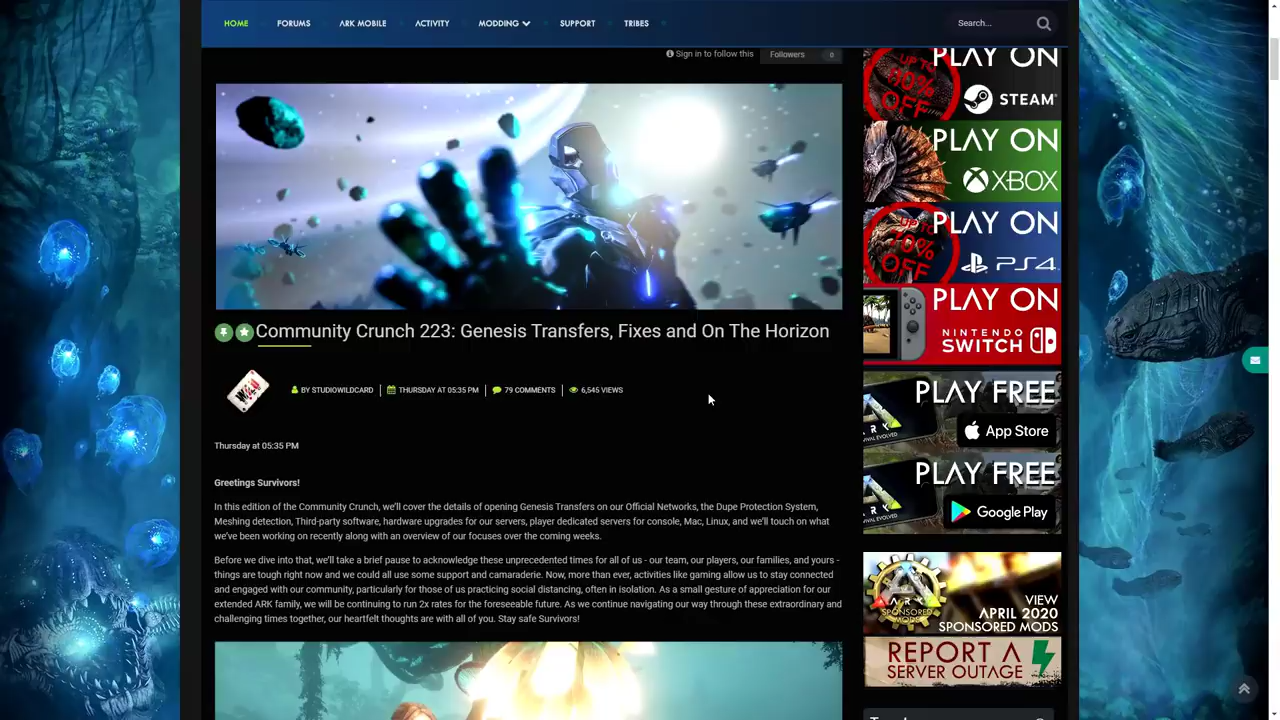 HOME FORUMS ARK MOBILE ACTIVITY MODDING SUPPORT TRIBES Search...
Sign in to follow this Followers 0
Community Crunch 223: Genesis Transfers, Fixes and On The Horizon
BY STUDIOWILDCARD THURSDAY AT 05:35 PM 79 COMMENTS 6,545 VIEWS
Thursday at 05:35 PM
Greetings Survivors!
In this edition of the Community Crunch, we'll cover the details of opening Genesis Transfers on our Official Networks, the Dupe Protection System,
Meshing detection, Third-party software, hardware upgrades for our servers, player dedicated servers for console, Mac, Linux, and we'll touch on what
we've been working on recently along with an overview of our focuses over the coming weeks.
Before we dive into that, we'll take a brief pause to acknowledge these unprecedented times for all of us - our team, our players, our families, and yours -
things are tough right now and we could all use some support and camaraderie. Now, more than ever, activities like gaming allow us to stay connected
and engaged with our community, particularly for those of us practicing social distancing, often in isolation. As a small gesture of appreciation for our
extended ARK family, we will be continuing to run 2x rates for the foreseeable future. As we continue navigating our way through these extraordinary and
challenging times together, our heartfelt thoughts are with all of you. Stay safe Survivors!
PLAY ON
STEAM
OFF
PLAY ON
XBOX
PLAY ON
PS4
OFF
PLAY ON
NINTENDO
SWITCH
PLAY FREE
App Store
PLAY FREE
Google Play
VIEW
APRIL 2020
SPONSORED MODS
REPORT A
SERVER OUTAGE